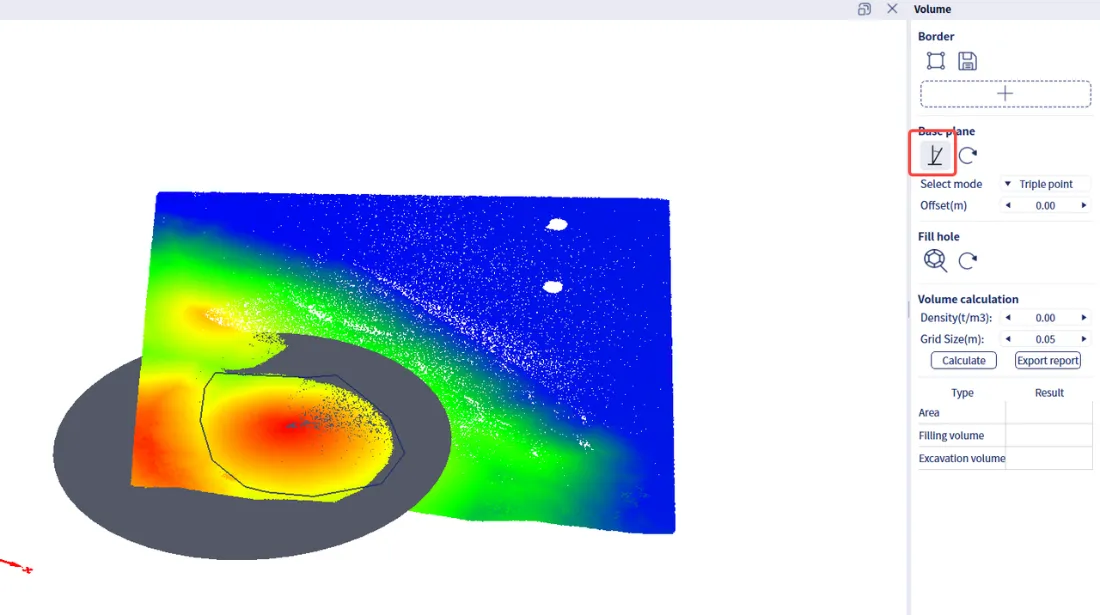 Volume
Border
Base plane
Select mode ▼ Triple point
Offset(m) ◀ 0.00 ▶
Fill hole
Volume calculation
Density(t/m3): ◀ 0.00 ▶
Grid Size(m): ◀ 0.05 ▶
Calculate Export report
Type Result
Area
Filling volume
Excavation volume
x